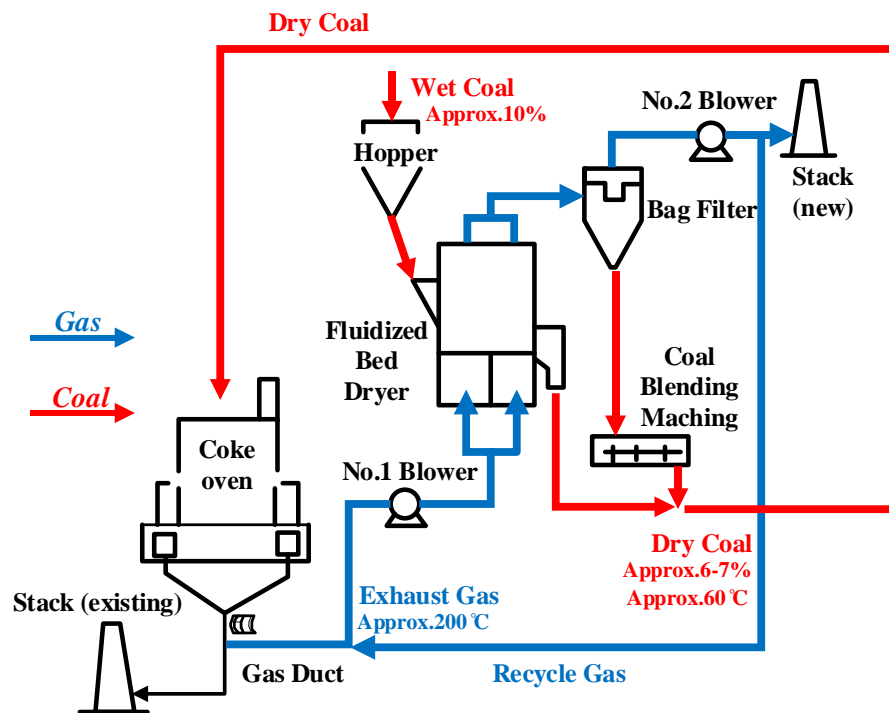 Dry Coal
Wet Coal
Approx.10%
Hopper
No.2 Blower
Stack
(new)
Bag Filter
Gas
Coal
Fluidized
Bed
Dryer
Coal
Blending
Maching
Coke
oven
No.1 Blower
Dry Coal
Approx.6-7%
Approx.60℃
Stack (existing)
Exhaust Gas
Approx.200℃
Gas Duct
Recycle Gas